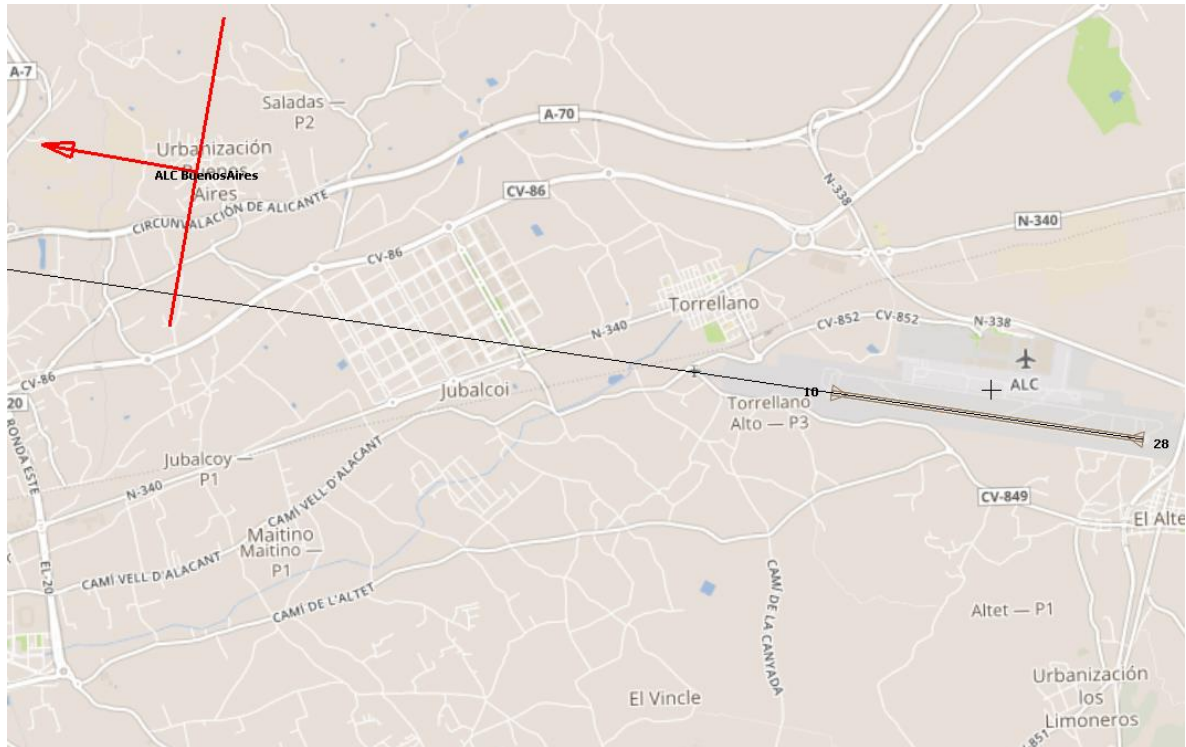 A-7
Saladas —
P2
A-70
Urbanización
Buenos
Aires
ALC BuenosAires
CV-86
N-338
CIRCUNVALACIÓN DE ALICANTE
N-340
CV-86
Torrellano
CV-852
CV-852
N-338
N-340
ALC
CV-86
Jubalcoi
10
Torrellano
Alto — P3
20
28
RONDA ESTE
Jubalcoy —
P1
N-340
CAMÍ VELL D'ALACANT
CV-849
El Alte
Maitino
Maitino —
P1
EL-20
CAMÍ VELL D'ALACANT
CAMÍ DE L'ALTET
CAMÍ DE LA CANYADA
Altet — P1
El Vincle
Urbanización
los
Limoneros
V-851